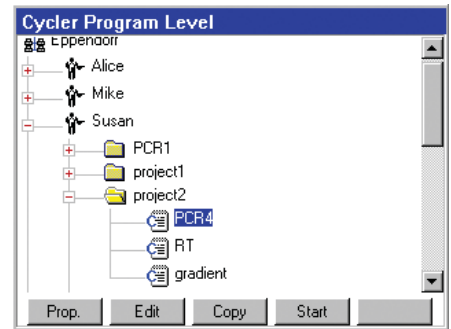 Cycler Program Level
Eppendorf
Alice
Mike
Susan
PCR1
project1
project2
PCR4
RT
gradient
Prop. Edit Copy Start